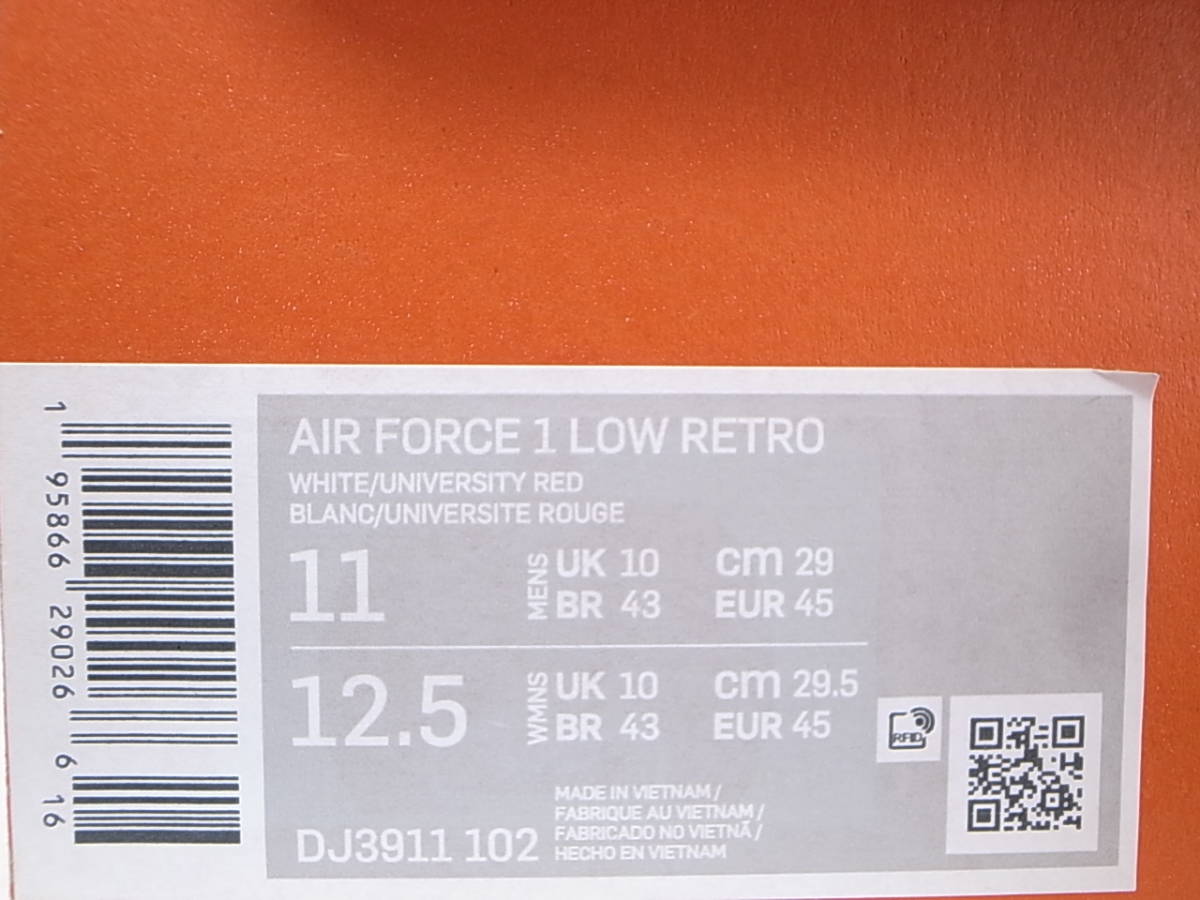 1 95866 29026 6 16
AIR FORCE 1 LOW RETRO
WHITE/UNIVERSITY RED
BLANC/UNIVERSITE ROUGE
11 MENS UK 10 cm 29
BR 43 EUR 45
12.5 WMNS UK 10 cm 29.5
BR 43 EUR 45
RFID
MADE IN VIETNAM /
FABRIQUE AU VIETNAM /
FABRICADO NO VIETNÃ /
HECHO EN VIETNAM
DJ3911 102